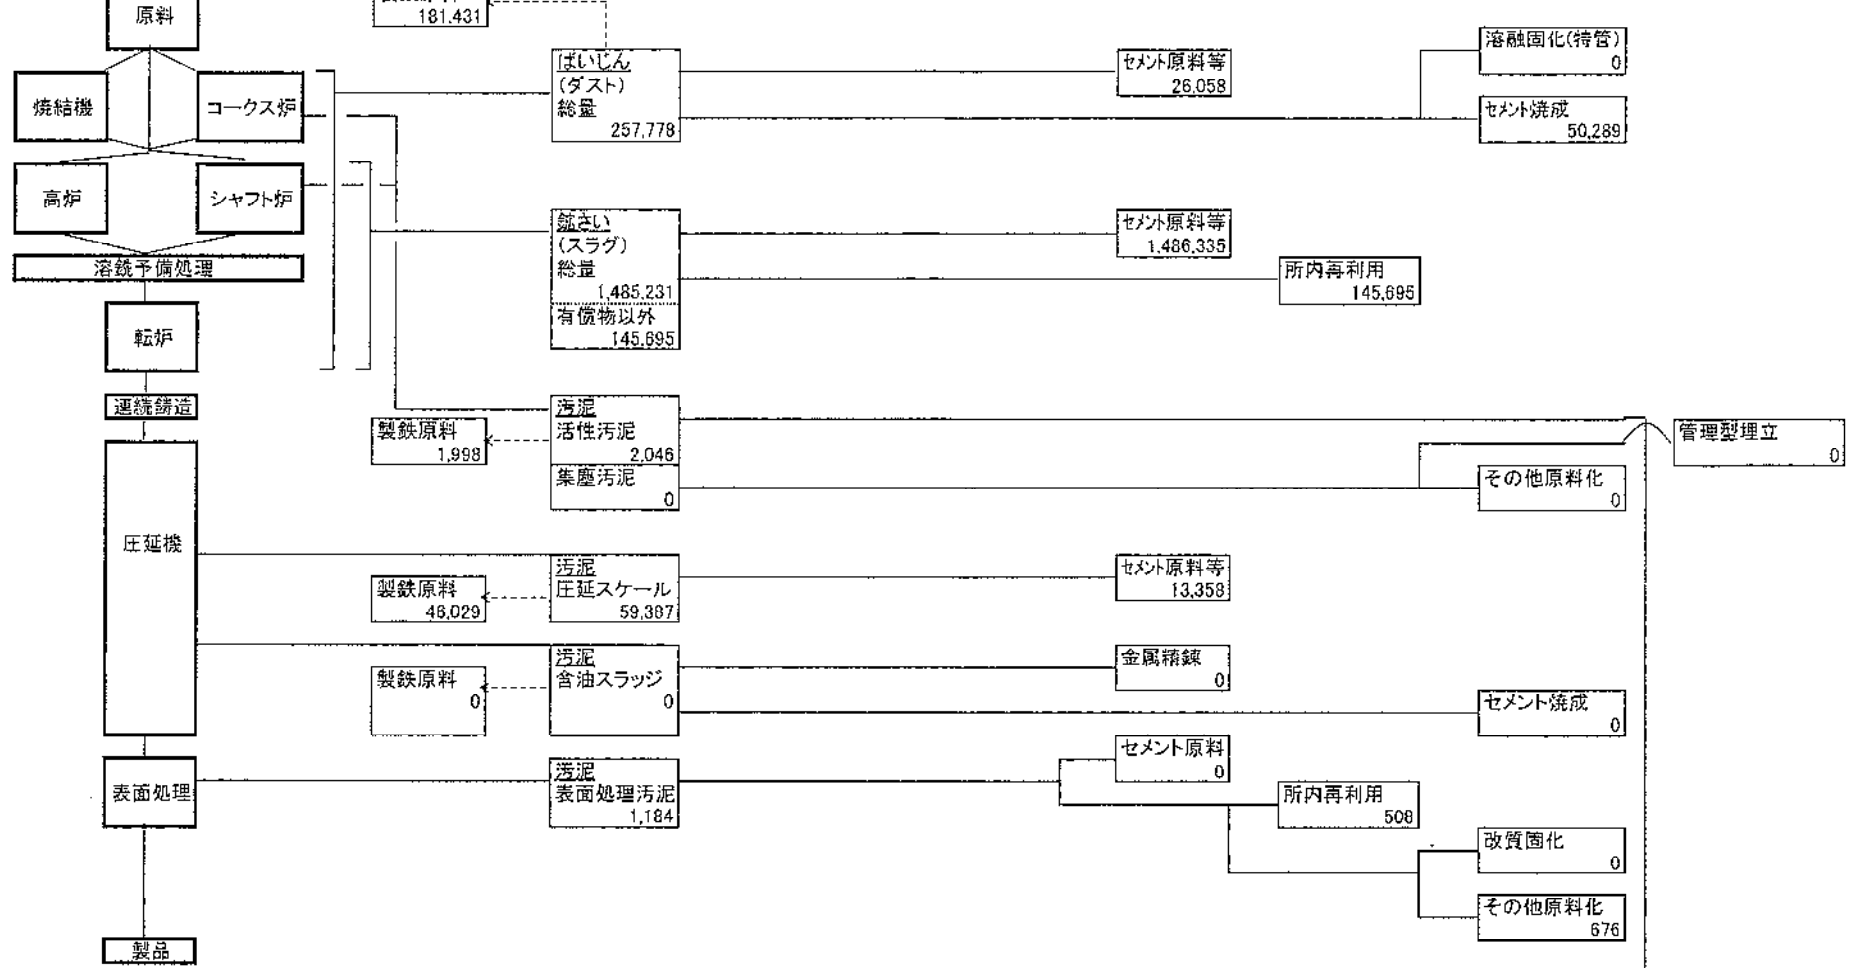 原料
181,431
焼結機
コークス炉
高炉
シャフト炉
溶銑予備処理
転炉
連続鋳造
圧延機
表面処理
製品
ばいじん
(ダスト)
総量
257,778
セメント原料等
26,058
溶融固化(特管)
0
セメント焼成
50,289
鉱さい
(スラグ)
総量
1,485,231
有償物以外
145,695
セメント原料等
1,486,335
所内再利用
145,695
汚泥
活性汚泥
2,046
集塵汚泥
0
製鉄原料
1,998
管理型埋立
0
その他原料化
0
汚泥
圧延スケール
59,387
製鉄原料
46,029
セメント原料等
13,358
汚泥
含油スラッジ
0
製鉄原料
0
金属精錬
0
セメント焼成
0
汚泥
表面処理汚泥
1,184
セメント原料
0
所内再利用
508
改質固化
0
その他原料化
676